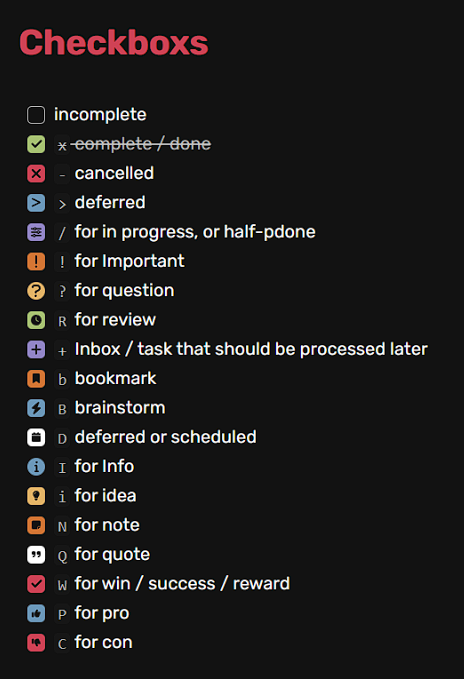 Checkboxs
incomplete
x complete / done
- cancelled
> deferred
/ for in progress, or half-pdone
! for Important
? for question
R for review
+ Inbox / task that should be processed later
b bookmark
B brainstorm
D deferred or scheduled
I for Info
i for idea
N for note
Q for quote
W for win / success / reward
P for pro
C for con